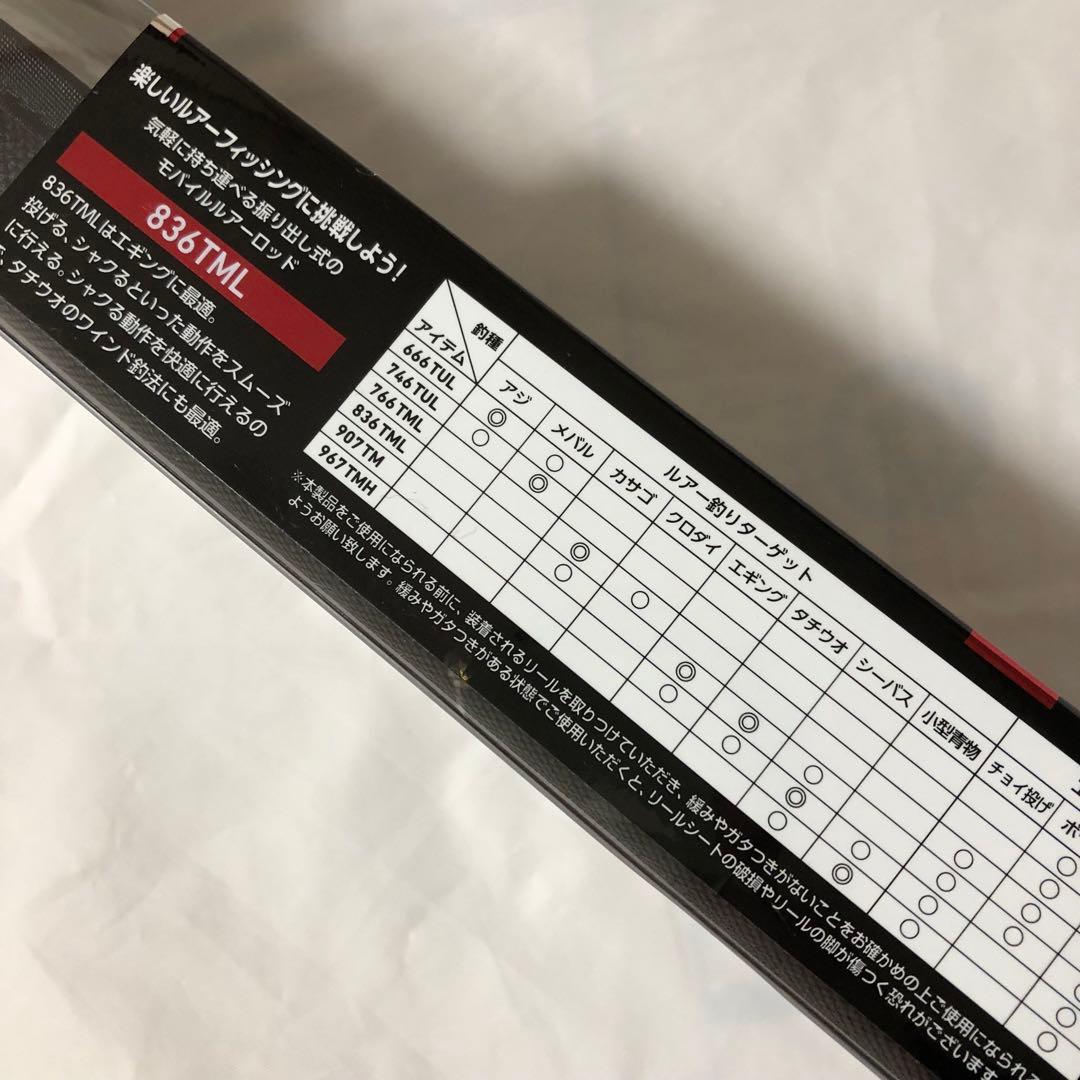 楽しいルアーフィッシングに挑戦しよう!
気軽に持ち運べる振り出し式の
モバイルルアーロッド
836TML
836TMLはエギングに最適。
投げる、シャクるといった動作をスムーズ
に行える。シャクる動作を快適に行えるの
、タチウオのワインド釣法にも最適。
釣種 ルアー釣りターゲット
アイテム アジ メバル カサゴ クロダイ エギング タチウオ シーバス 小型青物 チョイ投げ
666TUL ◎ ○
746TUL ○ ◎
766TML ◎ ○
836TML ○ ◎ ◎ ○
907TM ○ ○ ◎ ○
967TMH ○ ◎ ○
※本製品をご使用になられる前に、装着されるリールを取りつけていただき、緩みやガタつきがないことをお確かめの上ご使用になられる
ようお願い致します。緩みやガタつきがある状態でご使用いただくと、リールシートの破損やリールの脚が傷つく恐れがございます